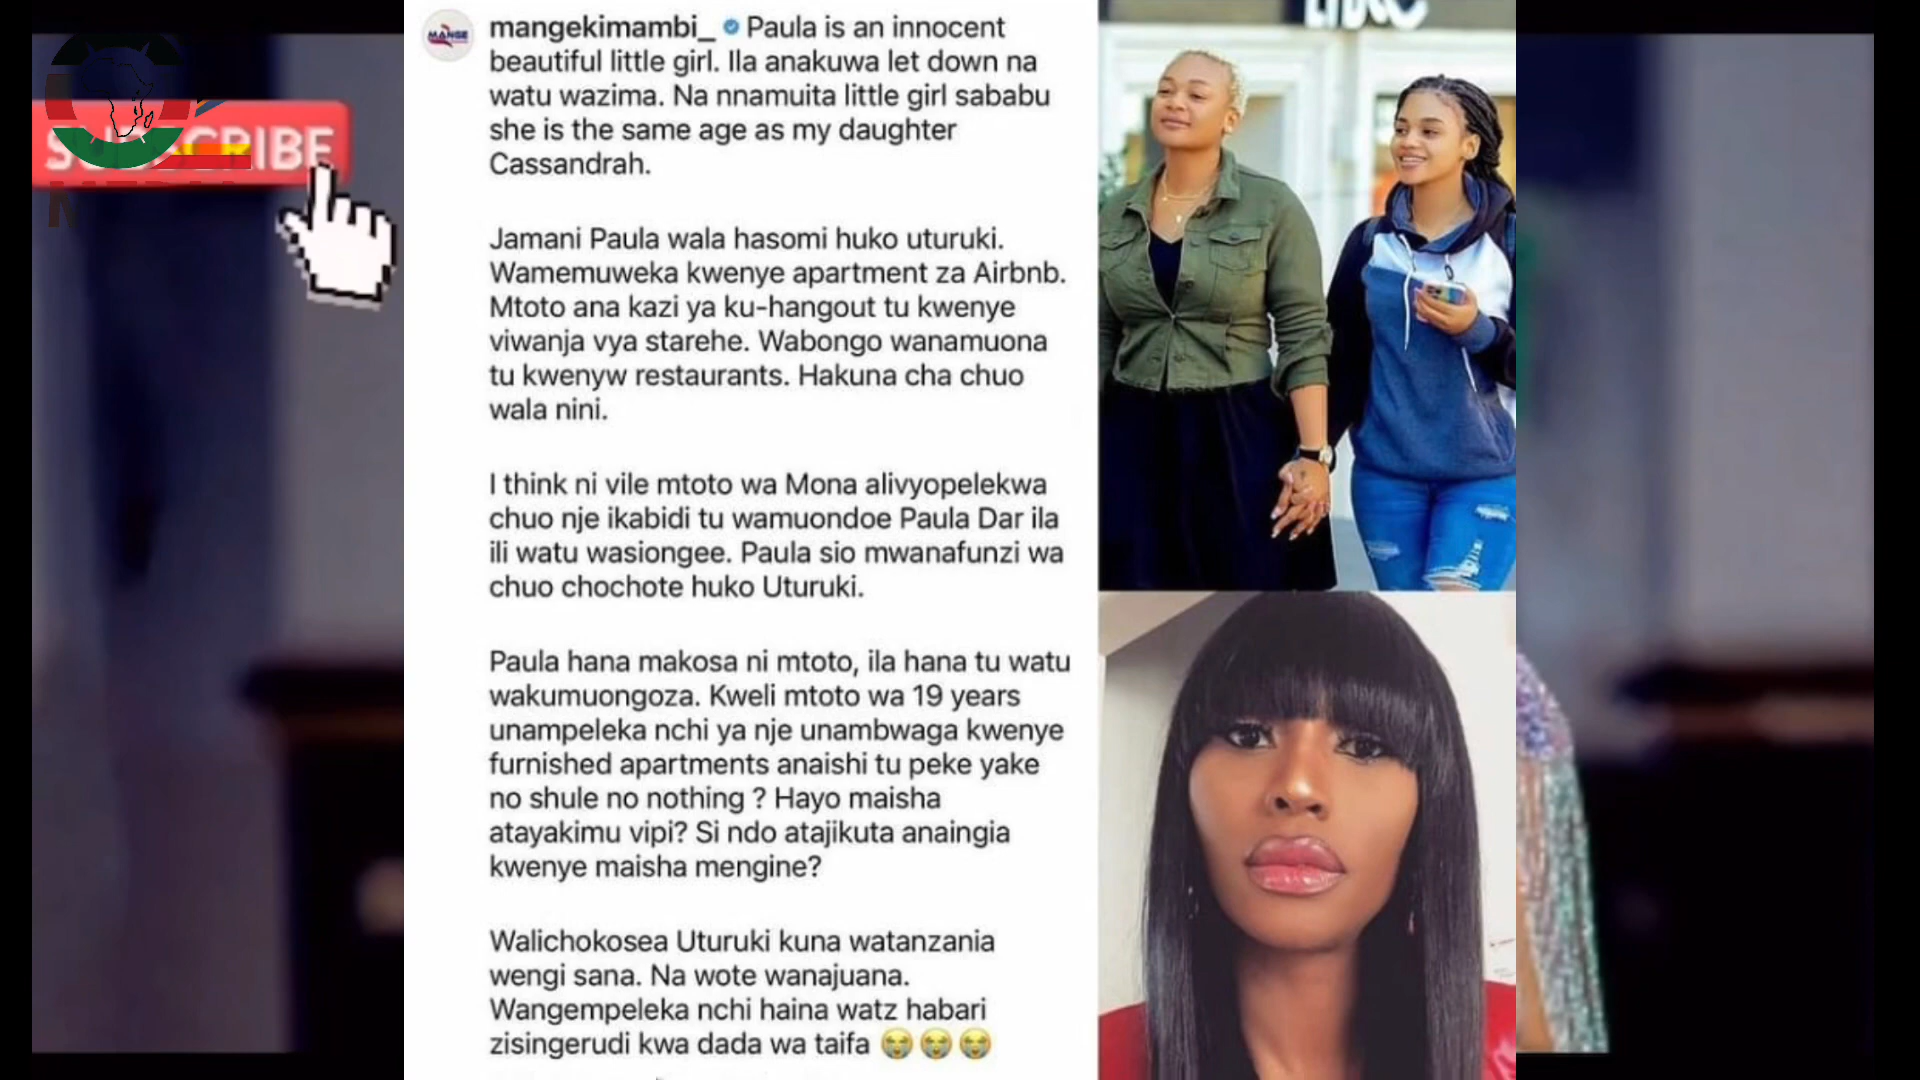 SUBSCRIBE
MANGE
mangekimambi_ Paula is an innocent
beautiful little girl. Ila anakuwa let down na
watu wazima. Na nnamuita little girl sababu
she is the same age as my daughter
Cassandrah.
Jamani Paula wala hasomi huko uturuki.
Wamemuweka kwenye apartment za Airbnb.
Mtoto ana kazi ya ku-hangout tu kwenye
viwanja vya starehe. Wabongo wanamuona
tu kwenyw restaurants. Hakuna cha chuo
wala nini.
I think ni vile mtoto wa Mona alivyopelekwa
chuo nje ikabidi tu wamuondoe Paula Dar ila
ili watu wasiongee. Paula sio mwanafunzi wa
chuo chochote huko Uturuki.
Paula hana makosa ni mtoto, ila hana tu watu
wakumuongoza. Kweli mtoto wa 19 years
unampeleka nchi ya nje unambwaga kwenye
furnished apartments anaishi tu peke yake
no shule no nothing ? Hayo maisha
atayakimu vipi? Si ndo atajikuta anaingia
kwenye maisha mengine?
Walichokosea Uturuki kuna watanzania
wengi sana. Na wote wanajuana.
Wangempeleka nchi haina watz habari
zisingerudi kwa dada wa taifa 😭😭😭